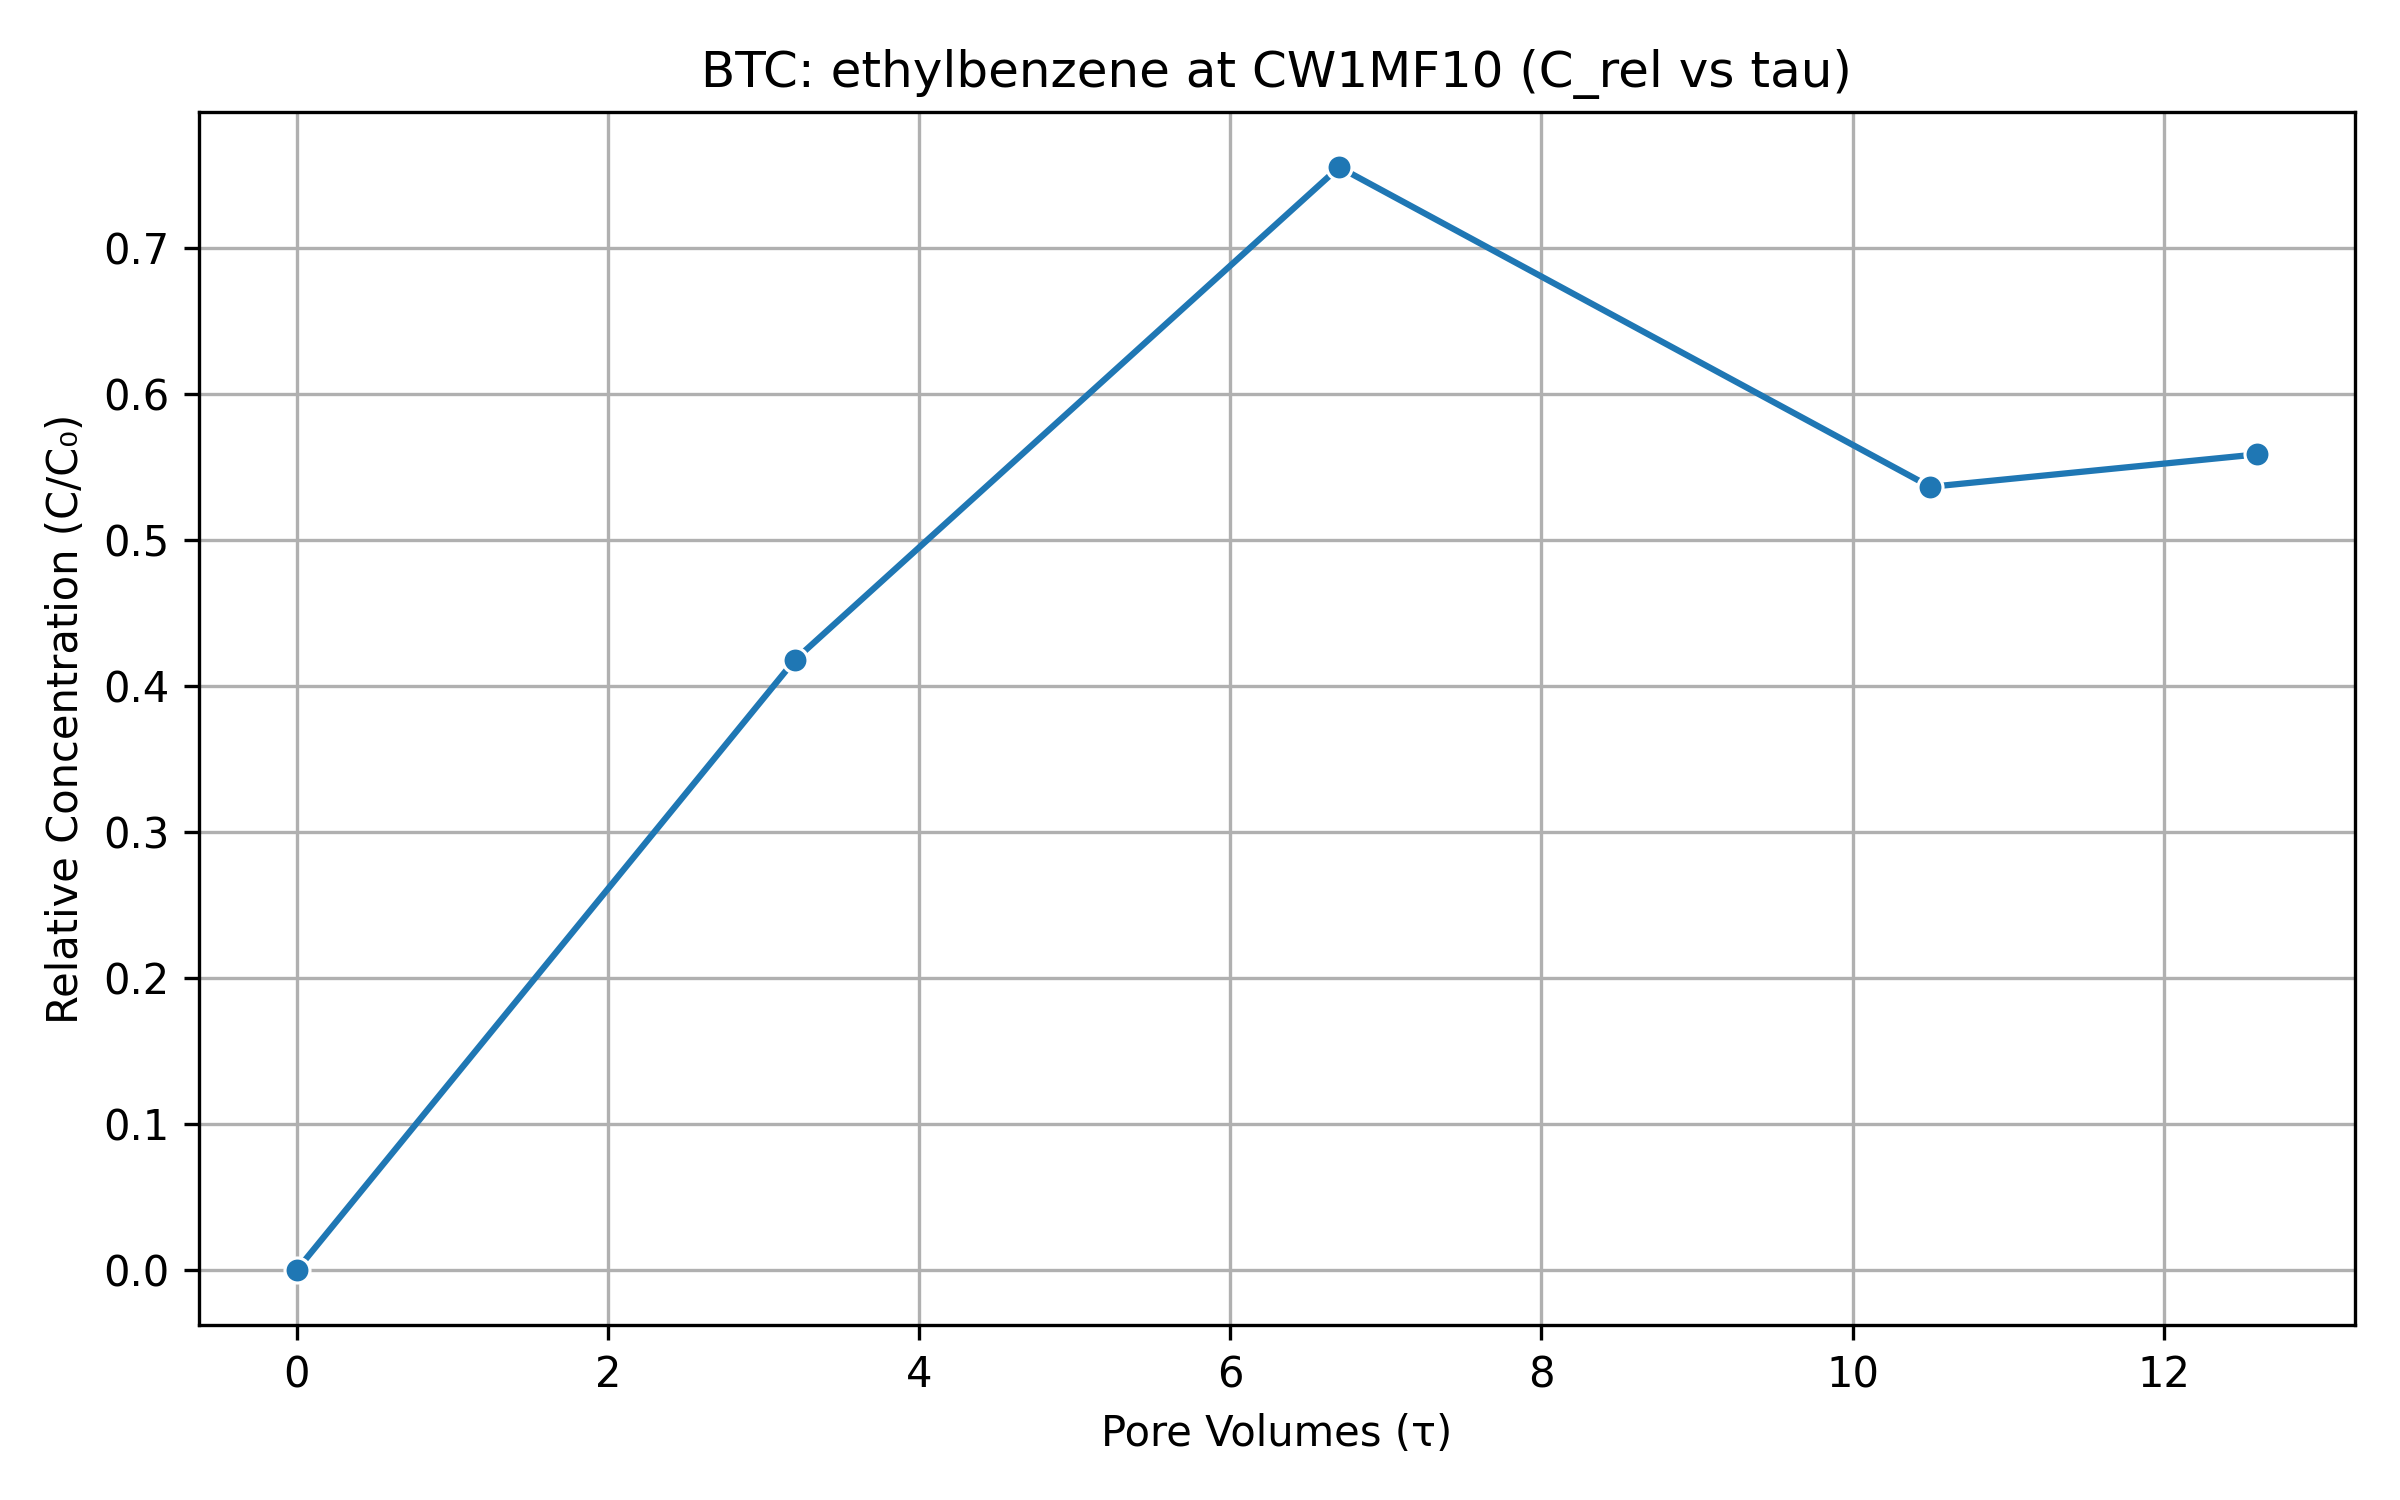 BTC: ethylbenzene at CW1MF10 (C_rel vs tau)
Relative Concentration (C/C₀)
0.7
0.6
0.5
0.4
0.3
0.2
0.1
0.0
0 2 4 6 8 10 12
Pore Volumes (τ)